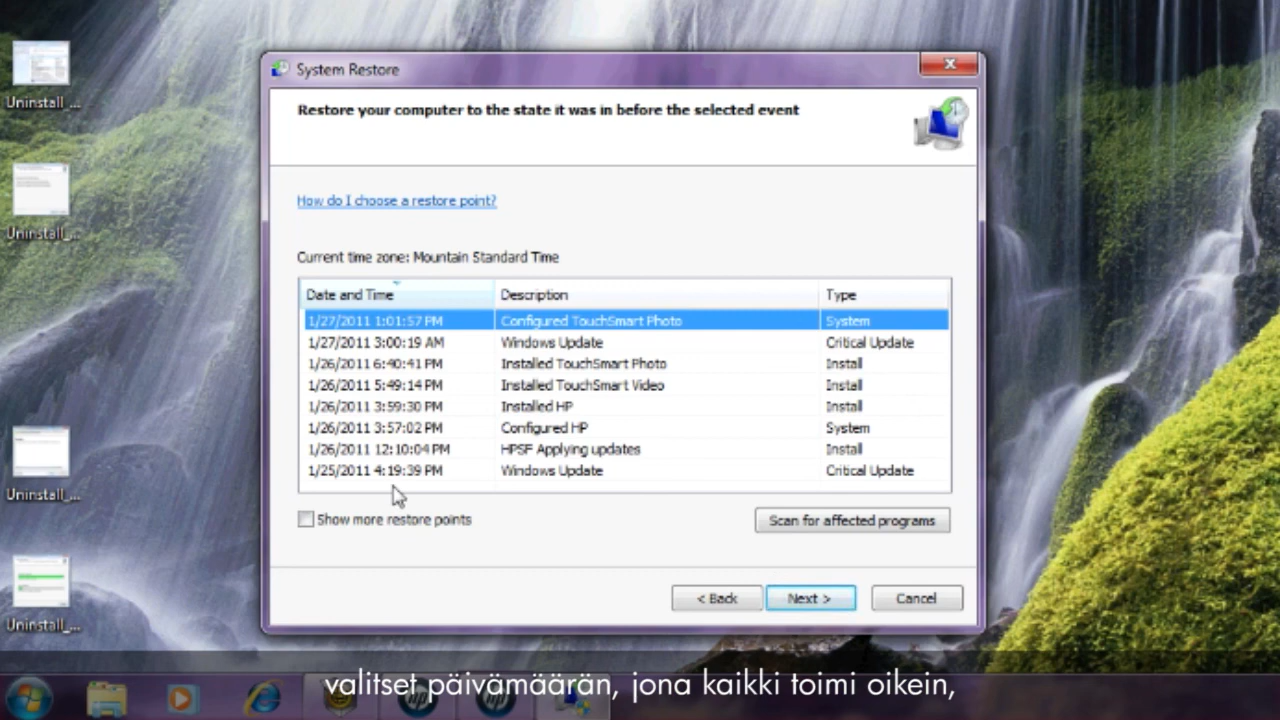 System Restore
Restore your computer to the state it was in before the selected event
How do I choose a restore point?
Current time zone: Mountain Standard Time
Date and Time Description Type
1/27/2011 1:01:57 PM Configured TouchSmart Photo System
1/27/2011 3:00:19 AM Windows Update Critical Update
1/26/2011 6:40:41 PM Installed TouchSmart Photo Install
1/26/2011 5:49:14 PM Installed TouchSmart Video Install
1/26/2011 3:59:30 PM Installed HP Install
1/26/2011 3:57:02 PM Configured HP System
1/26/2011 12:10:04 PM HPSF Applying updates Install
1/25/2011 4:19:39 PM Windows Update Critical Update
Show more restore points Scan for affected programs
< Back Next > Cancel
Uninstall_...
Uninstall_...
Uninstall_...
Uninstall_...
valitset päivämäärän, jona kaikki toimi oikein,
hp
hp